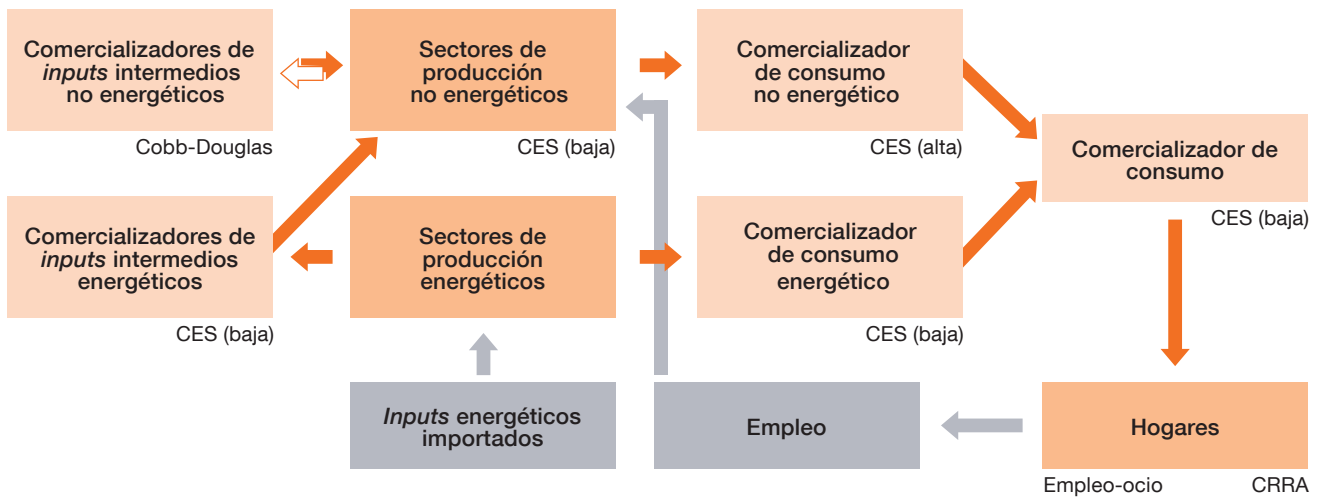 Comercializadores de
inputs intermedios
no energéticos
Cobb-Douglas
Sectores de
producción
no energéticos
CES (baja)
Comercializador
de consumo
no energético
CES (alta)
Comercializador de
consumo
CES (baja)
Comercializadores de
inputs intermedios
energéticos
CES (baja)
Sectores de
producción
energéticos
Comercializador
de consumo
energético
CES (baja)
Inputs energéticos
importados
Empleo
Hogares
Empleo-ocio
CRRA